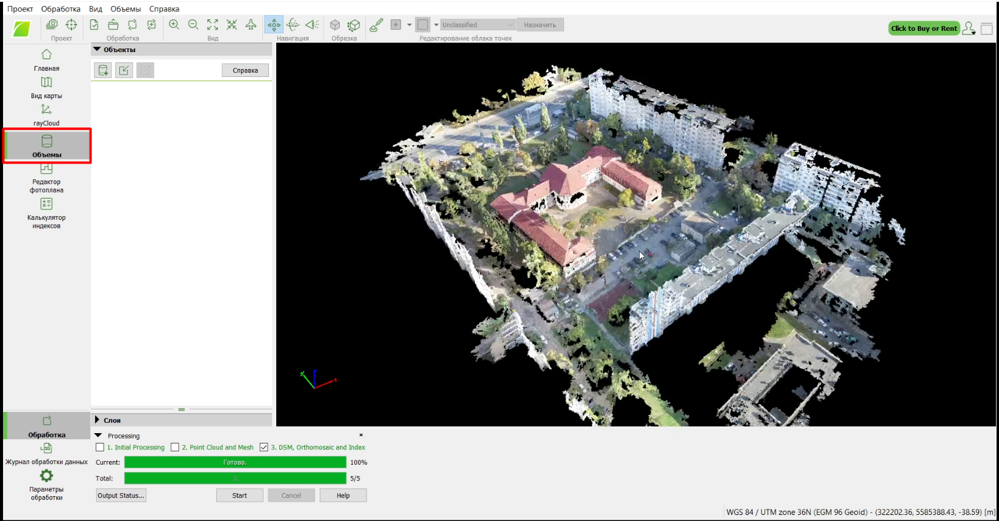 Проект Обработка Вид Объемы Справка
Проект Обработка Вид Навигация Обрезка Редактирование облака точек
Unclassified Назначить
Click to Buy or Rent
Главная
Вид карты
rayCloud
Объемы
Редактор
фотоплана
Калькулятор
индексов
Объекты
Справка
Слои
Обработка
Журнал обработки данных
Параметры
обработки
Processing
1. Initial Processing 2. Point Cloud and Mesh 3. DSM, Orthomosaic and Index
Current: Готово. 100%
Total: 3. 5/5
Output Status... Start Cancel Help
WGS 84 / UTM zone 36N (EGM 96 Geoid) - (322202.36, 5585388.43, -38.59) [m]